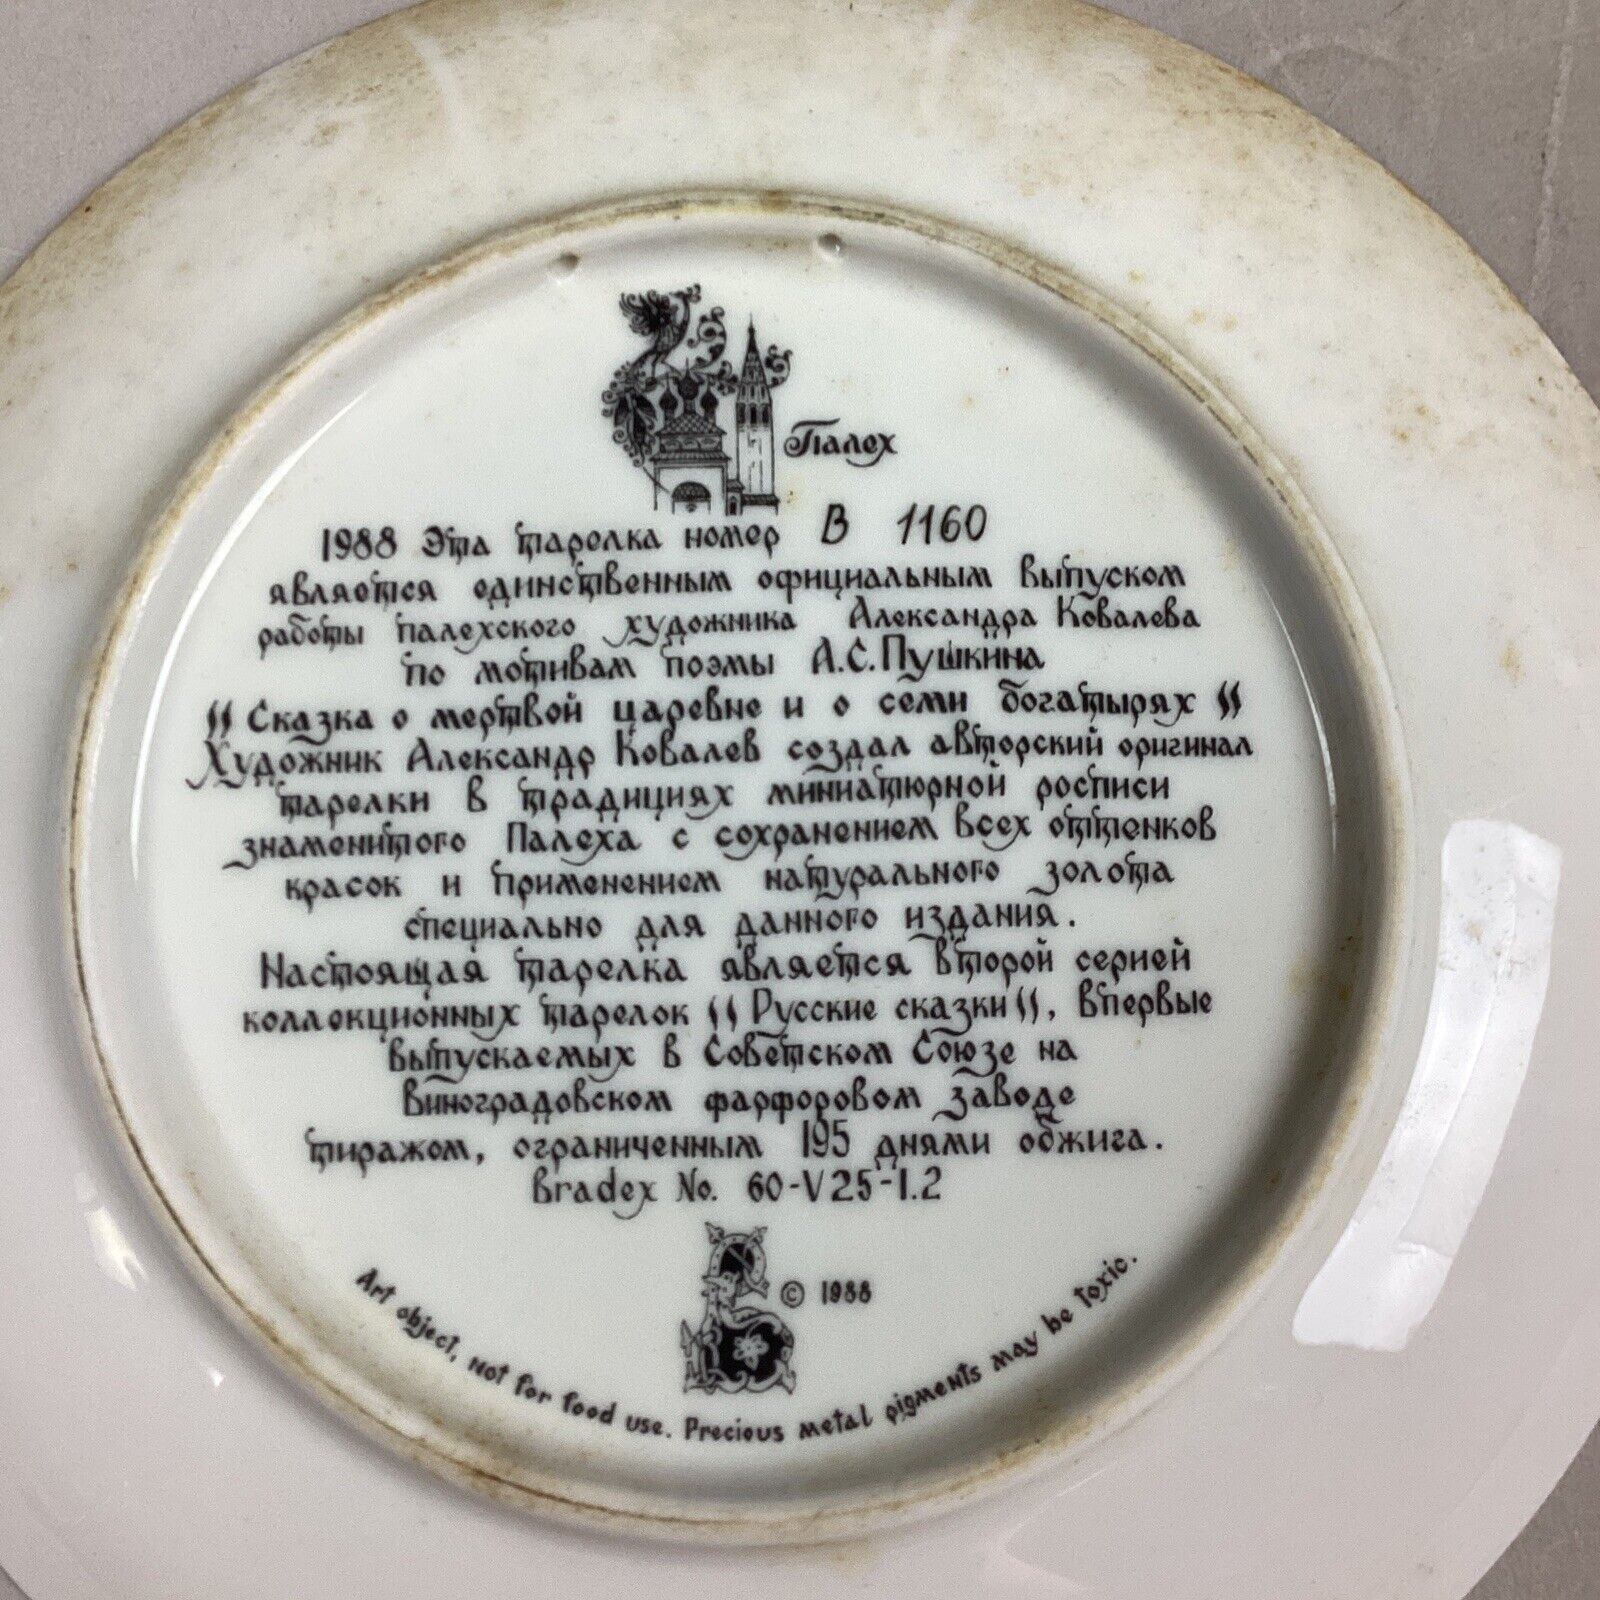 Палех
1988 Эта тарелка номер В 1160
является единственным официальным выпуском
работы палехского художника Александра Ковалева
по мотивам поэмы А.С.Пушкина
"Сказка о мертвой царевне и о семи богатырях"
Художник Александр Ковалев создал авторский оригинал
тарелки в традициях миниатюрной росписи
знаменитого Палеха с сохранением всех оттенков
красок и применением натурального золота
специально для данного издания.
Настоящая тарелка является второй серией
коллекционных тарелок "Русские сказки", впервые
выпускаемых в Советском Союзе на
Виноградовском фарфоровом заводе
тиражом, ограниченным 195 днями обжига.
Bradex No. 60-V25-1.2
© 1988
Art object, not for food use. Precious metal pigments may be toxic.